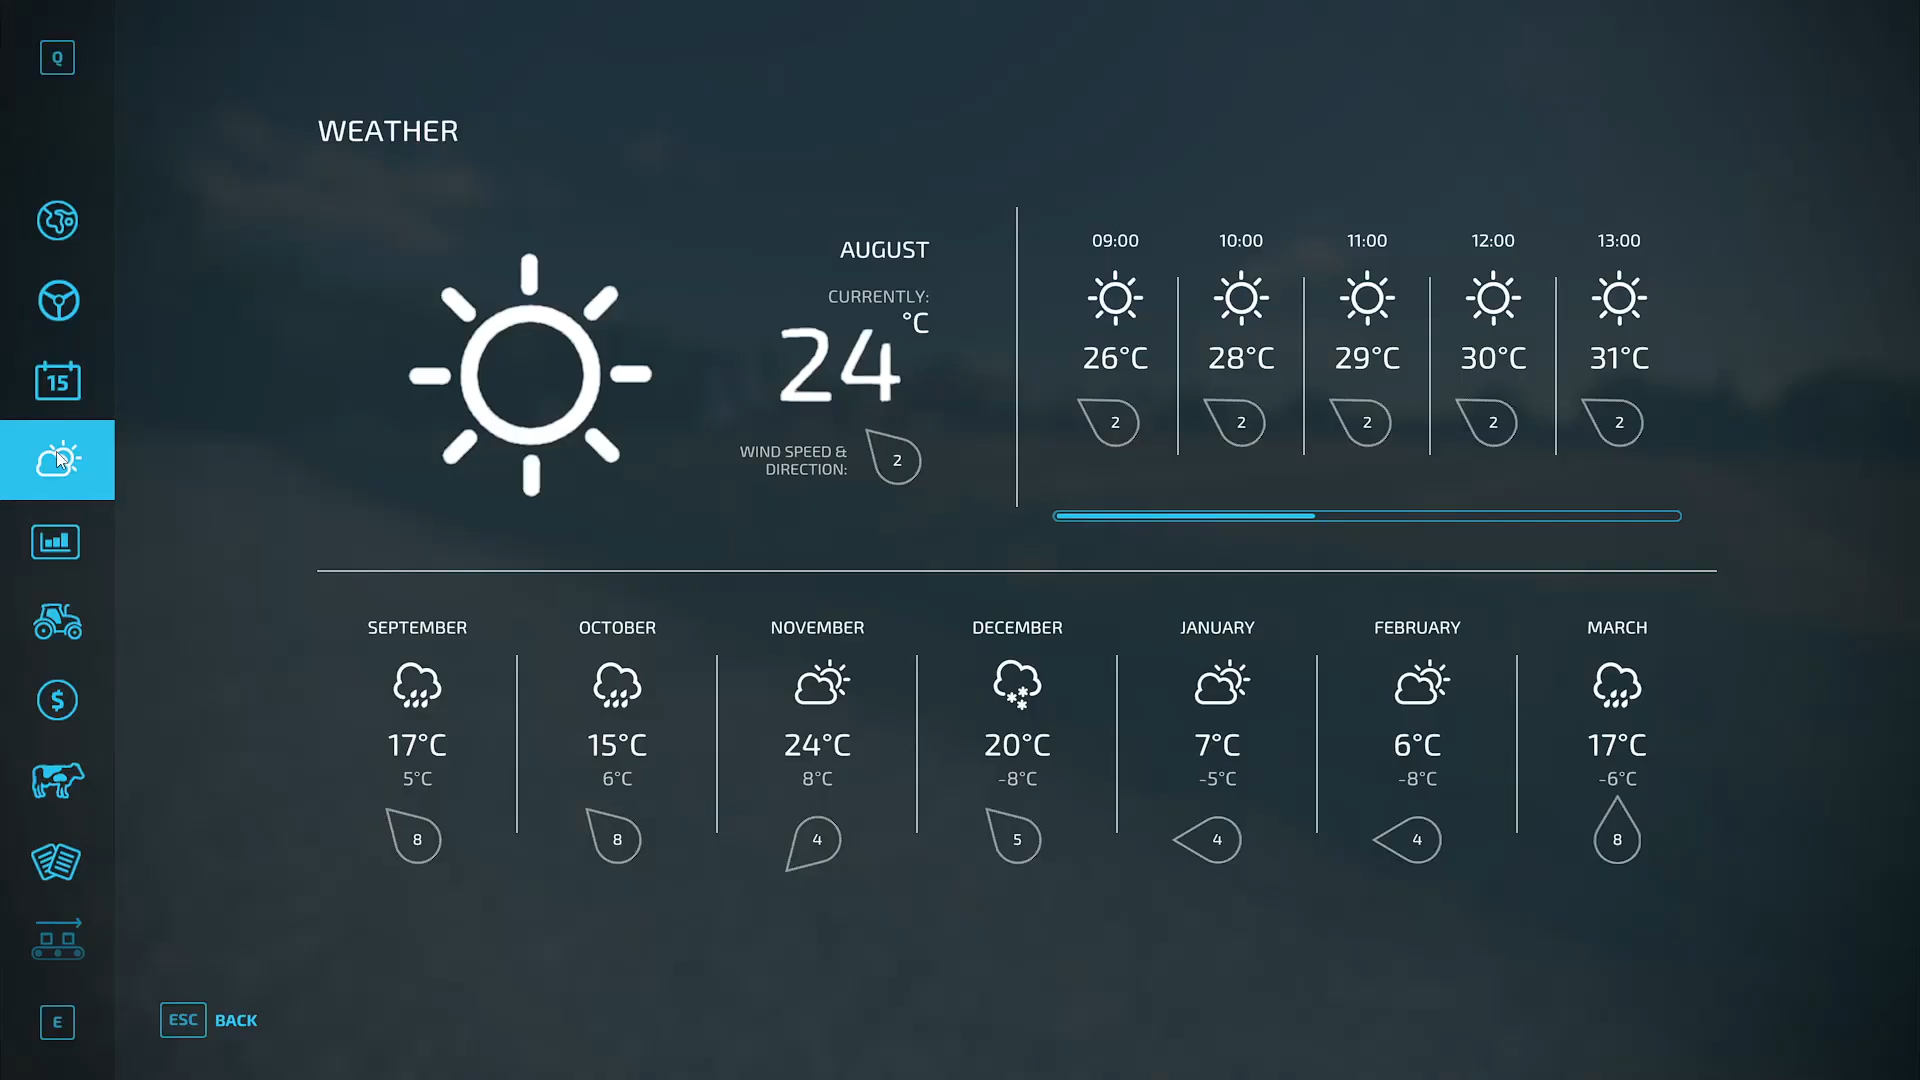 Q
WEATHER
15
AUGUST
CURRENTLY:
24 °C
WIND SPEED &
DIRECTION:
2
09:00 10:00 11:00 12:00 13:00
26°C 28°C 29°C 30°C 31°C
2 2 2 2 2
SEPTEMBER OCTOBER NOVEMBER DECEMBER JANUARY FEBRUARY MARCH
17°C 15°C 24°C 20°C 7°C 6°C 17°C
5°C 6°C 8°C -8°C -5°C -8°C -6°C
8 8 4 5 4 4 8
$
E
ESC BACK